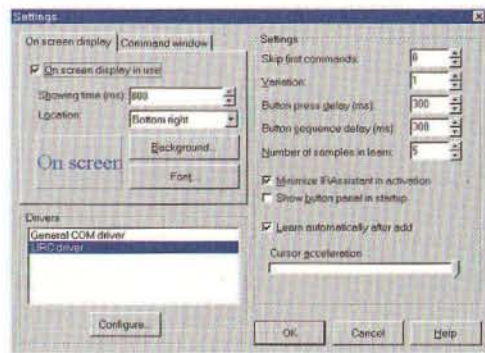 Settings
On screen display
Command window
On screen display in use
Showing time (ms): 800
Location: Bottom right
On screen
Background...
Font...
Drivers
General COM driver
UIRC driver
Configure...
Settings
Skip first commands: 0
Variation: 1
Button press delay (ms): 300
Button sequence delay (ms): 300
Number of samples in learn: 5
Minimize IRAssistant in activation
Show button panel in startup
Learn automatically after add
Cursor acceleration
OK
Cancel
Help